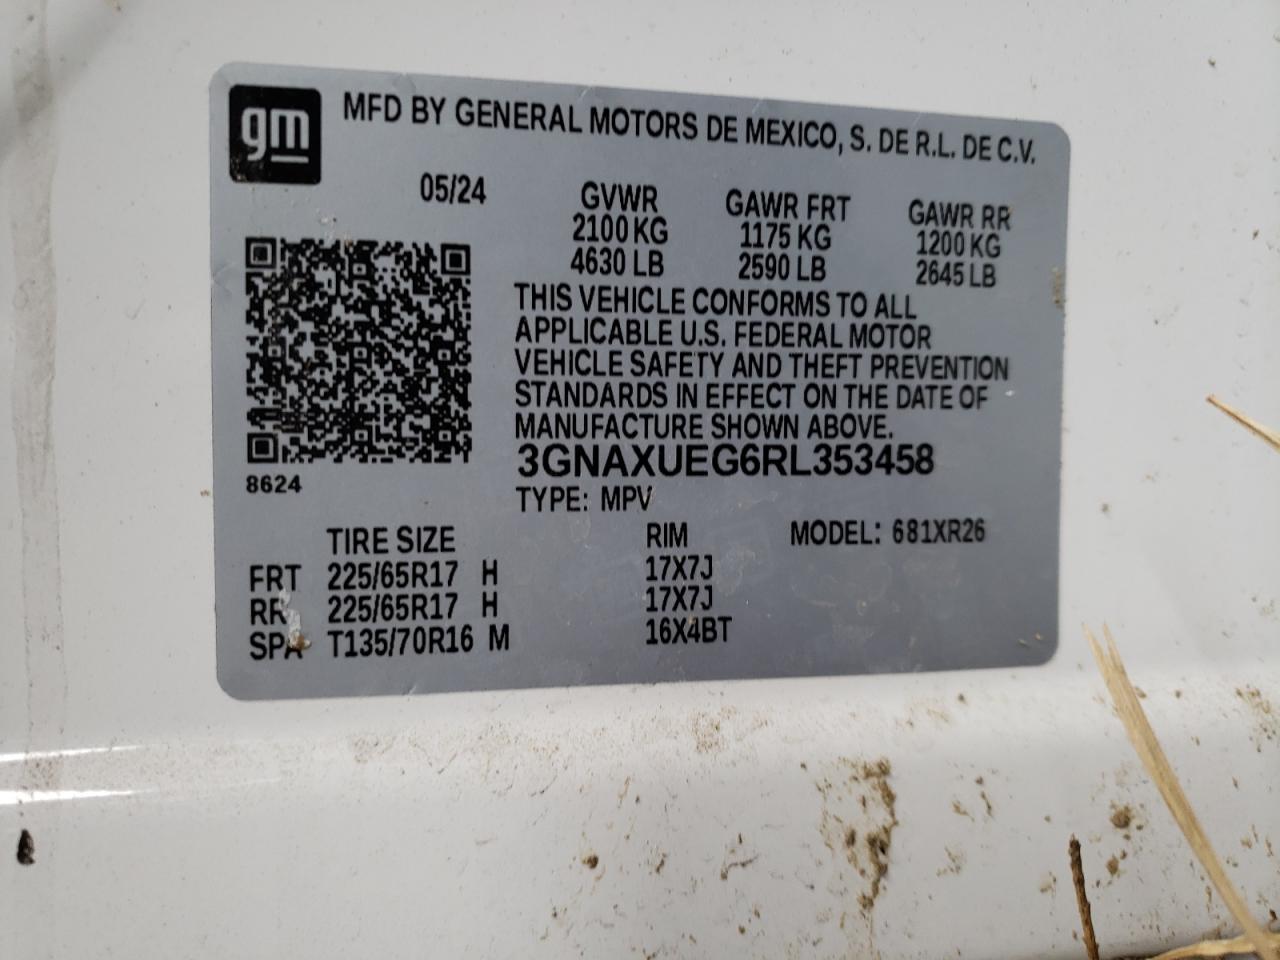 gm
MFD BY GENERAL MOTORS DE MEXICO, S. DE R.L. DE C.V.
05/24
GVWR GAWR FRT GAWR RR
2100 KG 1175 KG 1200 KG
4630 LB 2590 LB 2645 LB
THIS VEHICLE CONFORMS TO ALL
APPLICABLE U.S. FEDERAL MOTOR
VEHICLE SAFETY AND THEFT PREVENTION
STANDARDS IN EFFECT ON THE DATE OF
MANUFACTURE SHOWN ABOVE.
3GNAXUEG6RL353458
8624
TYPE: MPV
TIRE SIZE RIM MODEL: 681XR26
FRT 225/65R17 H 17X7J
RR 225/65R17 H 17X7J
SPA T135/70R16 M 16X4BT